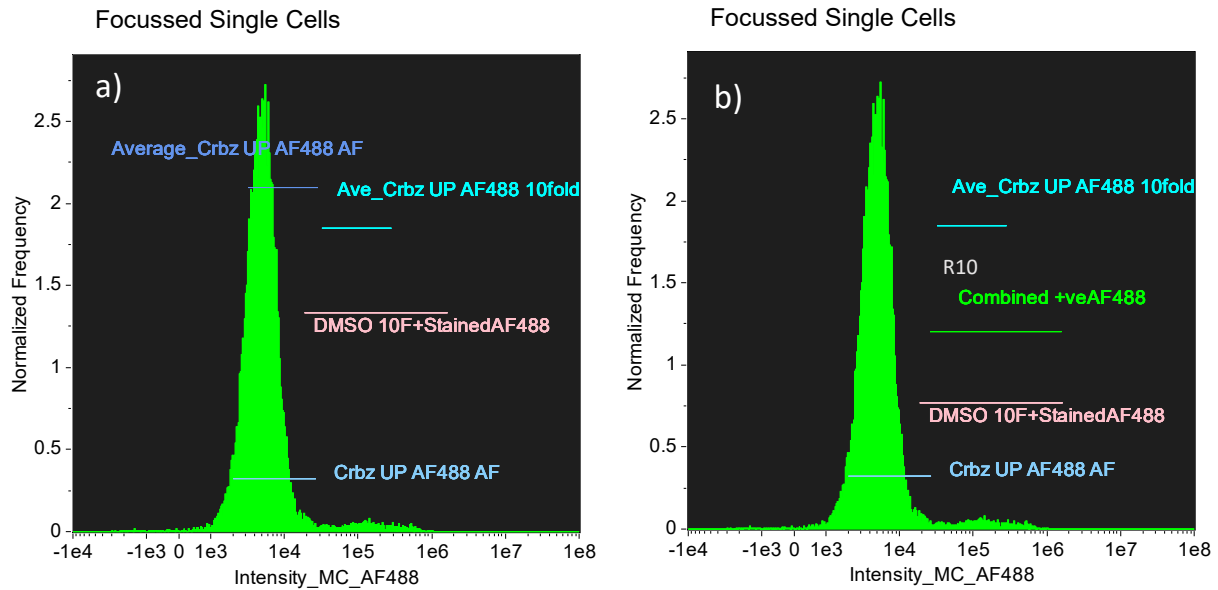 Focussed Single Cells
a)
Average_Crbz UP AF488 AF
Ave_Crbz UP AF488 10fold
DMSO 10F+StainedAF488
Crbz UP AF488 AF
Normalized Frequency
2.5
2
1.5
1
0.5
0
-1e4 -1e3 0 1e3 1e4 1e5 1e6 1e7 1e8
Intensity_MC_AF488
Focussed Single Cells
b)
Ave_Crbz UP AF488 10fold
R10
Combined +veAF488
DMSO 10F+StainedAF488
Crbz UP AF488 AF
Normalized Frequency
2.5
2
1.5
1
0.5
0
-1e4 -1e3 0 1e3 1e4 1e5 1e6 1e7 1e8
Intensity_MC_AF488